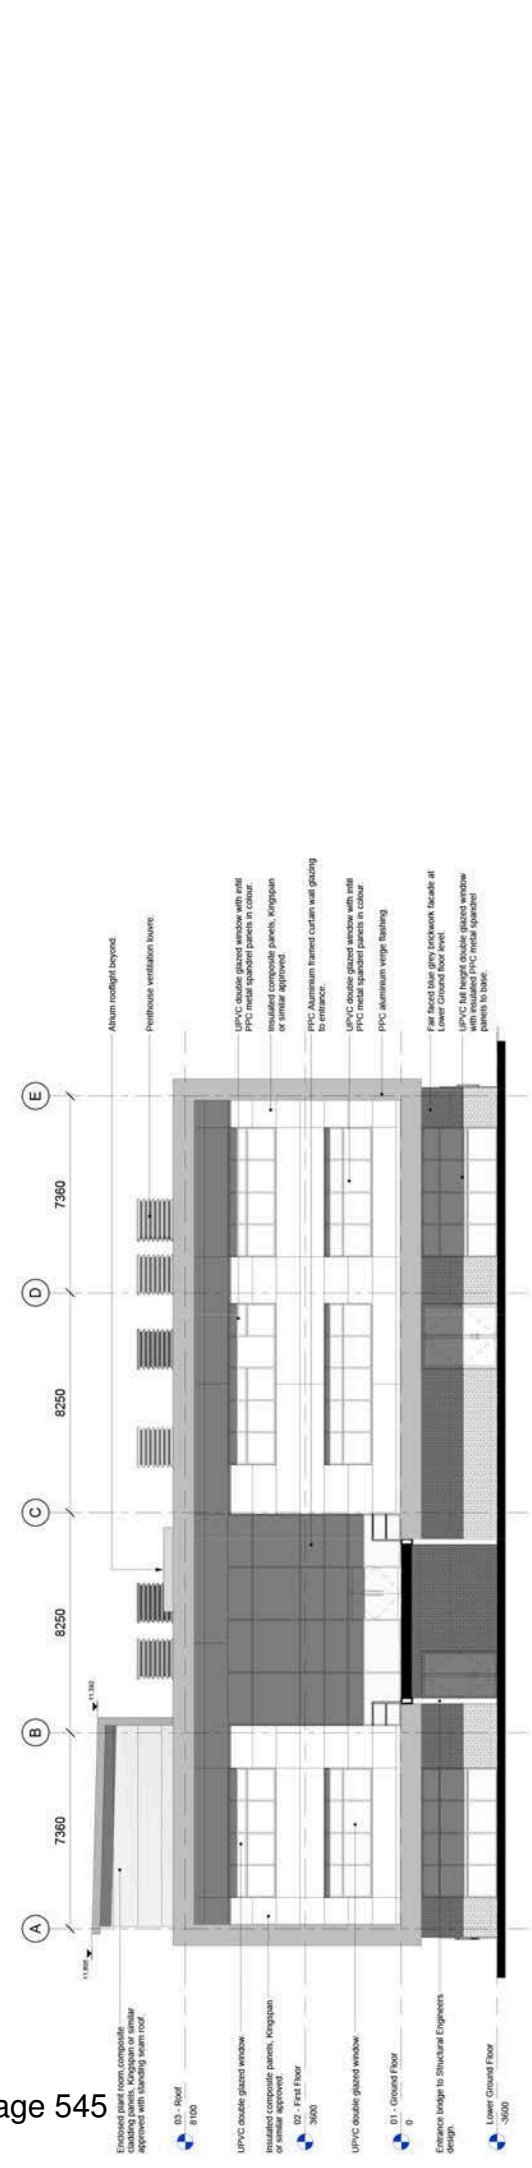 A
B
C
D
E
7360
8250
8250
7360
11.695
11.392
Atrium rooflight beyond.
Penthouse ventilation louvre.
UPVC double glazed window with infill
PPC metal spandrel panels in colour.
Insulated composite panels, Kingspan
or similar approved.
PPC Aluminium framed curtain wall glazing
to entrance.
UPVC double glazed window with infill
PPC metal spandrel panels in colour.
PPC aluminium verge flashing.
Fair faced blue grey brickwork facade at
Lower Ground floor level.
UPVC full height double glazed window
with insulated PPC metal spandrel
panels to base.
Enclosed plant room,composite
cladding panels, Kingspan or similar
approved with standing seam roof.
03 - Roof
8100
UPVC double glazed window.
Insulated composite panels, Kingspan
or similar approved.
02 - First Floor
3600
UPVC double glazed window.
01 - Ground Floor
0
Entrance bridge to Structural Engineers
design.
Lower Ground Floor
-3600
age 545